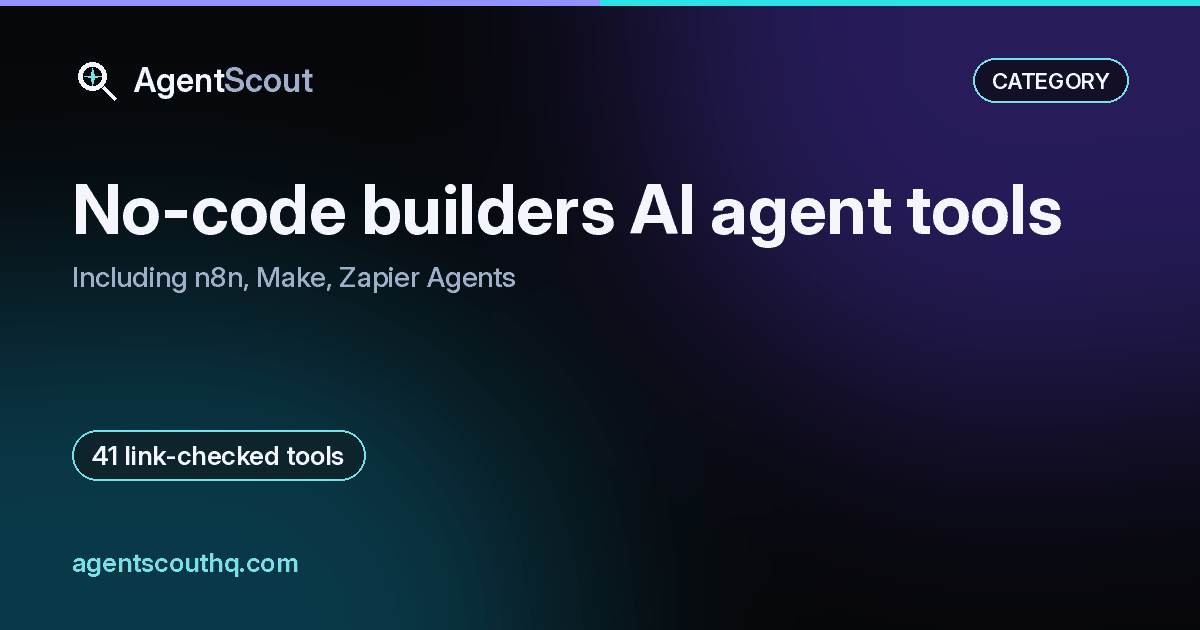 AgentScout
CATEGORY
No-code builders AI agent tools
Including n8n, Make, Zapier Agents
41 link-checked tools
agentscouthq.com